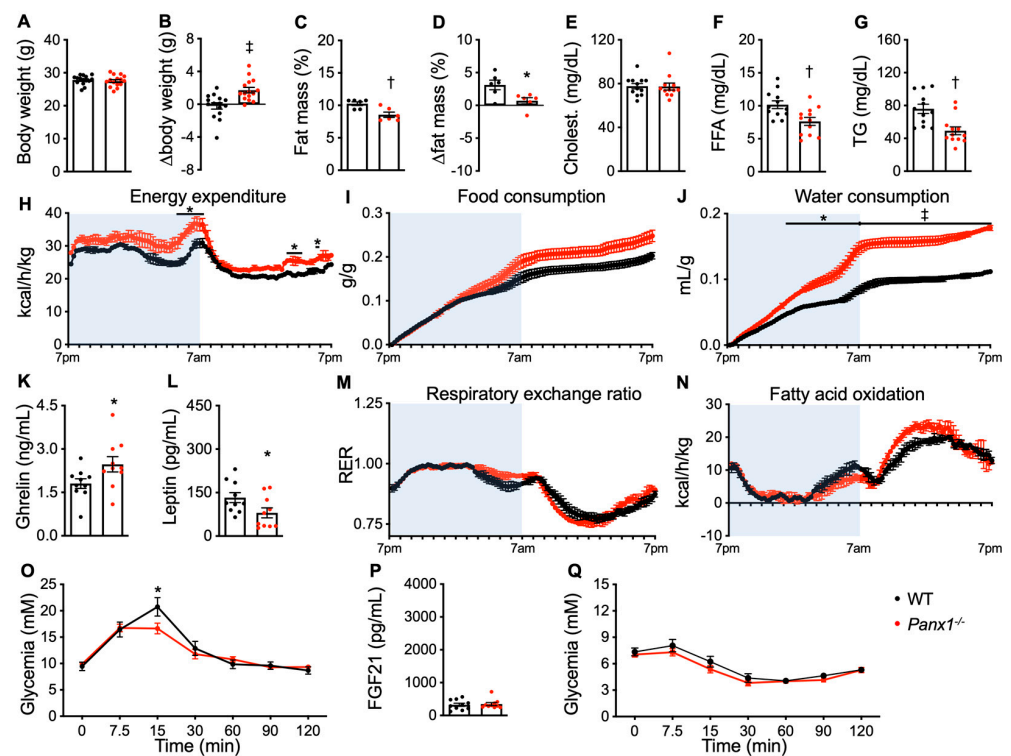 A
Body weight (g)
40
30
20
10
0
B
Δbody weight (g)
6
4
2
0
-2
-4
-6
-8
‡
C
Fat mass (%)
20
15
10
5
0
†
D
Δfat mass (%)
10
5
0
-5
-10
*
E
Cholest. (mg/dL)
120
80
40
0
F
FFA (mg/dL)
20
15
10
5
0
†
G
TG (mg/dL)
160
120
80
40
0
†
H
Energy expenditure
kcal/h/kg
40
30
20
10
0
* * *
7pm 7am 7pm
I
Food consumption
g/g
0.3
0.2
0.1
0.0
7pm 7am 7pm
J
Water consumption
mL/g
0.2
0.1
0.0
* ‡
7pm 7am 7pm
K
Ghrelin (ng/mL)
4.5
3.0
1.5
0.0
*
L
Leptin (pg/mL)
450
300
150
0
*
M
Respiratory exchange ratio
RER
1.25
1.00
0.75
7pm 7am 7pm
N
Fatty acid oxidation
kcal/h/kg
30
20
10
0
-10
7pm 7am 7pm
O
Glycemia (mM)
25
20
15
10
5
0
*
0 7.5 15 30 60 90 120
Time (min)
P
FGF21 (pg/mL)
4000
3000
2000
1000
0
Q
Glycemia (mM)
15
12
9
6
3
0
0 7.5 15 30 60 90 120
Time (min)
WT
Panx1-/-